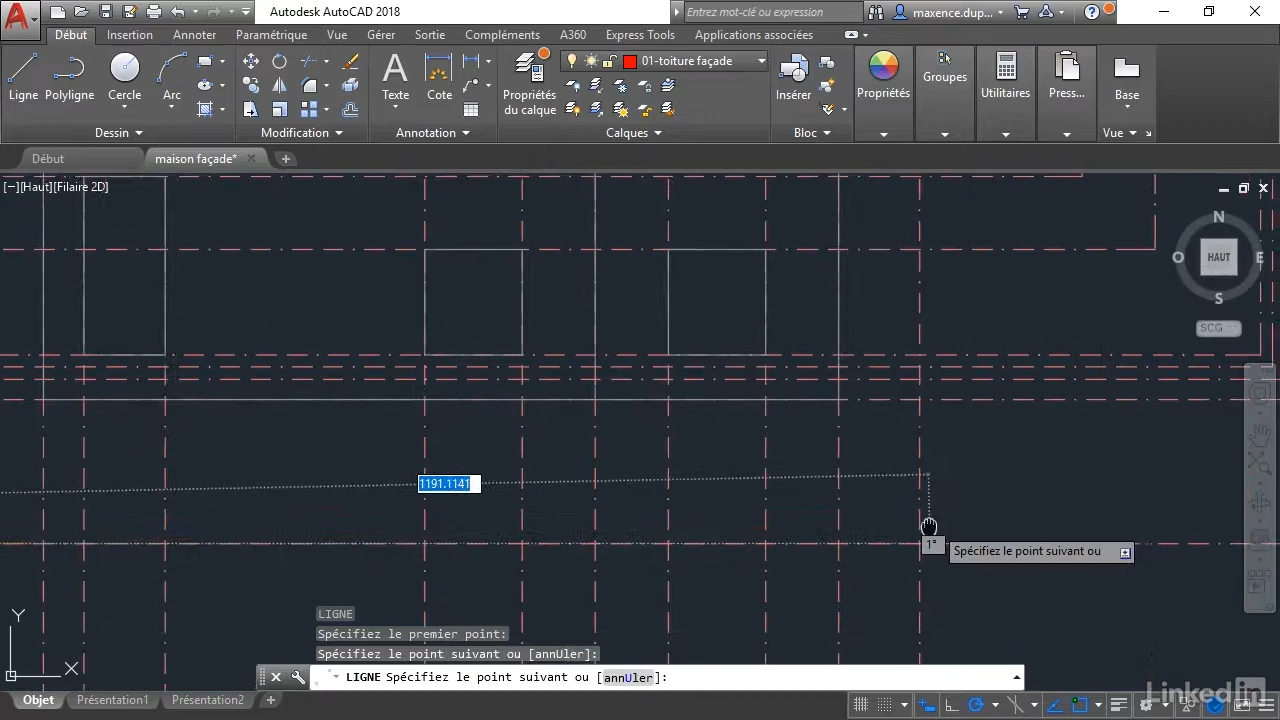 Autodesk AutoCAD 2018
Entrez mot-clé ou expression
maxence.dup...
Début Insertion Annoter Paramétrique Vue Gérer Sortie Compléments A360 Express Tools Applications associées
01-toiture façade
Ligne Polyligne Cercle Arc
Texte Cote
Propriétés
du calque
Insérer
Propriétés
Groupes
Utilitaires
Press...
Base
Dessin Modification Annotation Calques Bloc Vue
Début maison façade*
[−][Haut][Filaire 2D]
N
O HAUT E
S
SCG
1191.1141
1°
Spécifiez le point suivant ou
Y
X
LIGNE
Spécifiez le premier point:
Spécifiez le point suivant ou [annUler]:
LIGNE Spécifiez le point suivant ou [annUler]:
Objet Présentation1 Présentation2
Linked in